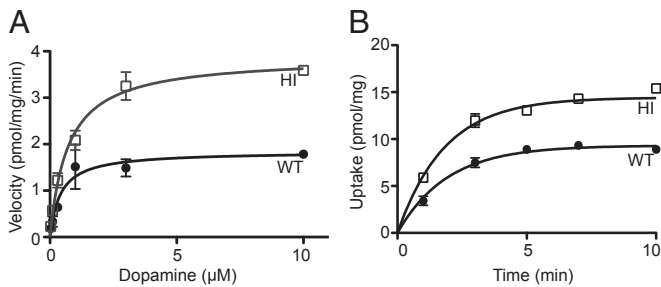 A
B
Velocity (pmol/mg/min)
4
3
2
1
0
0
5
10
Dopamine (µM)
HI
WT
Uptake (pmol/mg)
20
15
10
5
0
0
5
10
Time (min)
HI
WT